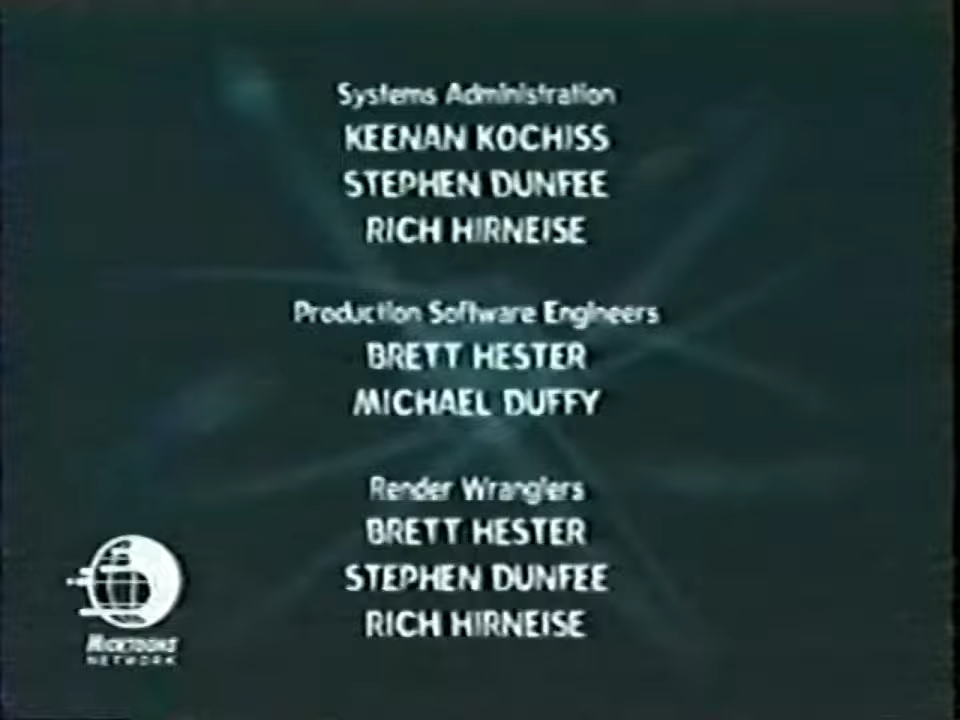 Systems Administration
KEENAN KOCHISS
STEPHEN DUNFEE
RICH HIRNEISE
Production Software Engineers
BRETT HESTER
MICHAEL DUFFY
Render Wranglers
BRETT HESTER
STEPHEN DUNFEE
RICH HIRNEISE
NICKTOONS
NETWORK